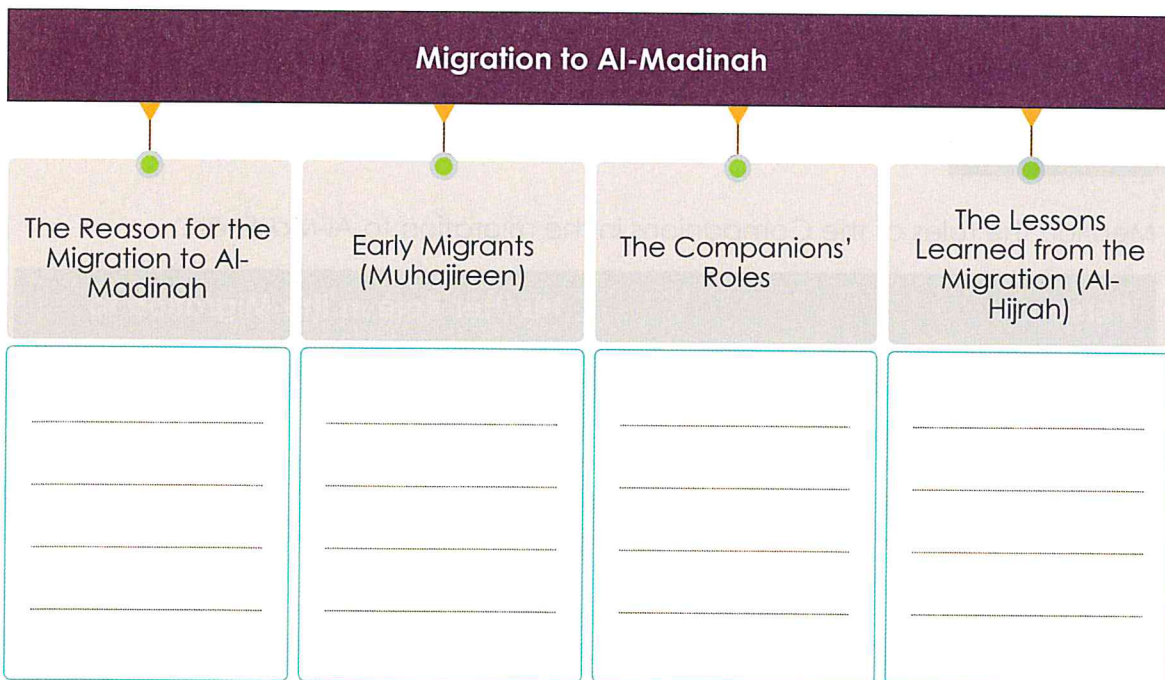 Migration to Al-Madinah
The Reason for the
Migration to Al-
Madinah
Early Migrants
(Muhajireen)
The Companions'
Roles
The Lessons
Learned from the
Migration (Al-
Hijrah)